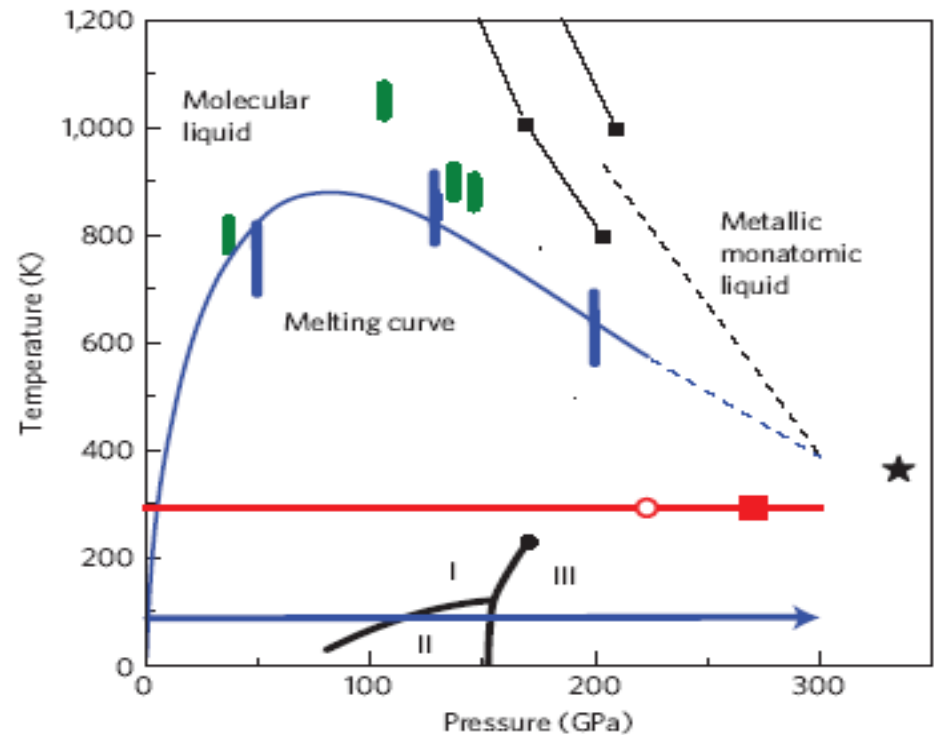 1,200
1,000
800
600
400
200
0
Temperature (K)
Molecular
liquid
Melting curve
Metallic
monatomic
liquid
I
II
III
0
100
200
300
Pressure (GPa)